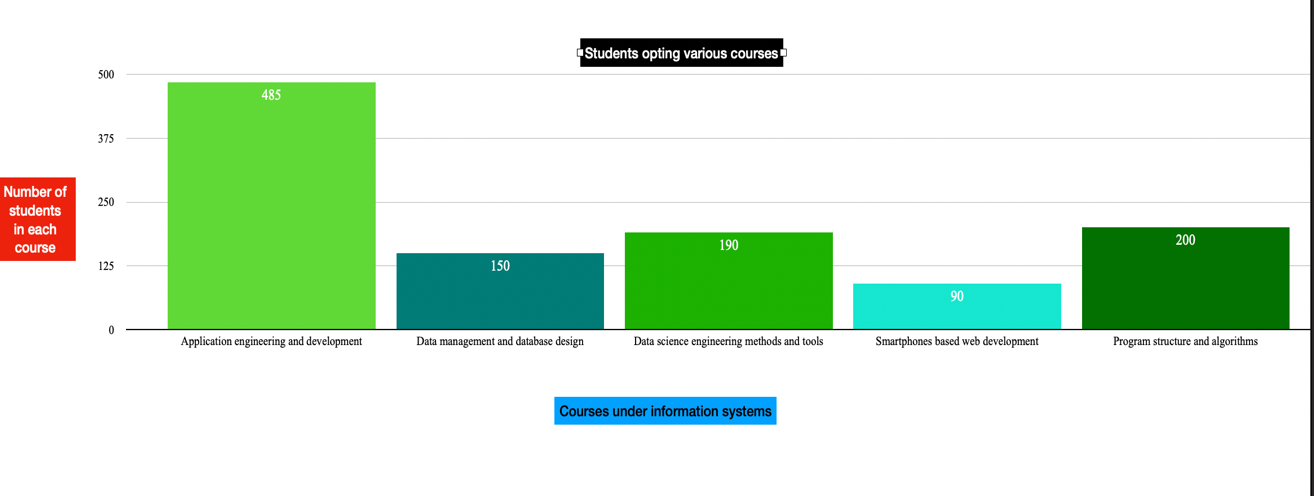 Students opting various courses
500
375
250
125
0
Number of
students
in each
course
485
150
190
90
200
Application engineering and development
Data management and database design
Data science engineering methods and tools
Smartphones based web development
Program structure and algorithms
Courses under information systems